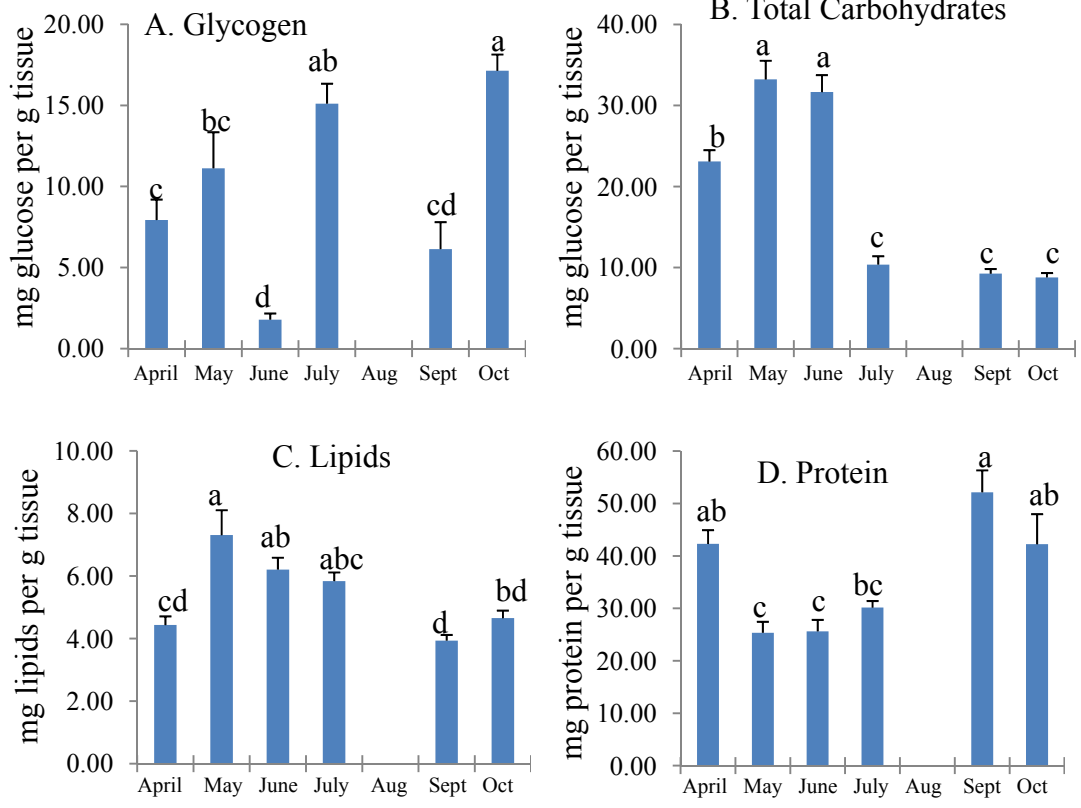 A. Glycogen
mg glucose per g tissue
20.00
15.00
10.00
5.00
0.00
c
bc
d
ab
cd
a
April May June July Aug Sept Oct
B. Total Carbohydrates
mg glucose per g tissue
40.00
30.00
20.00
10.00
0.00
b
a
a
c
c
c
April May June July Aug Sept Oct
C. Lipids
mg lipids per g tissue
10.00
8.00
6.00
4.00
2.00
0.00
cd
a
ab
abc
d
bd
April May June July Aug Sept Oct
D. Protein
mg protein per g tissue
60.00
50.00
40.00
30.00
20.00
10.00
0.00
ab
c
c
bc
a
ab
April May June July Aug Sept Oct